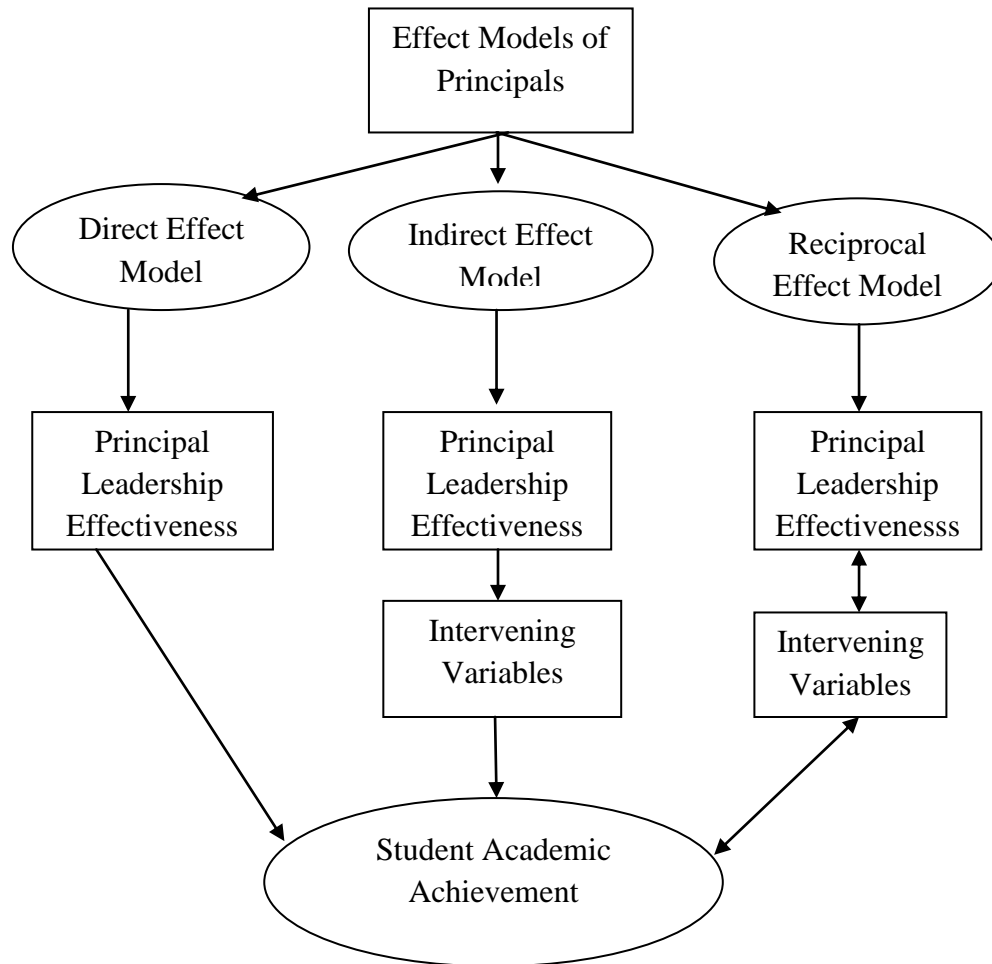 Effect Models of
Principals
Direct Effect
Model
Indirect Effect
Model
Reciprocal
Effect Model
Principal
Leadership
Effectiveness
Principal
Leadership
Effectiveness
Principal
Leadership
Effectivenesss
Intervening
Variables
Intervening
Variables
Student Academic
Achievement